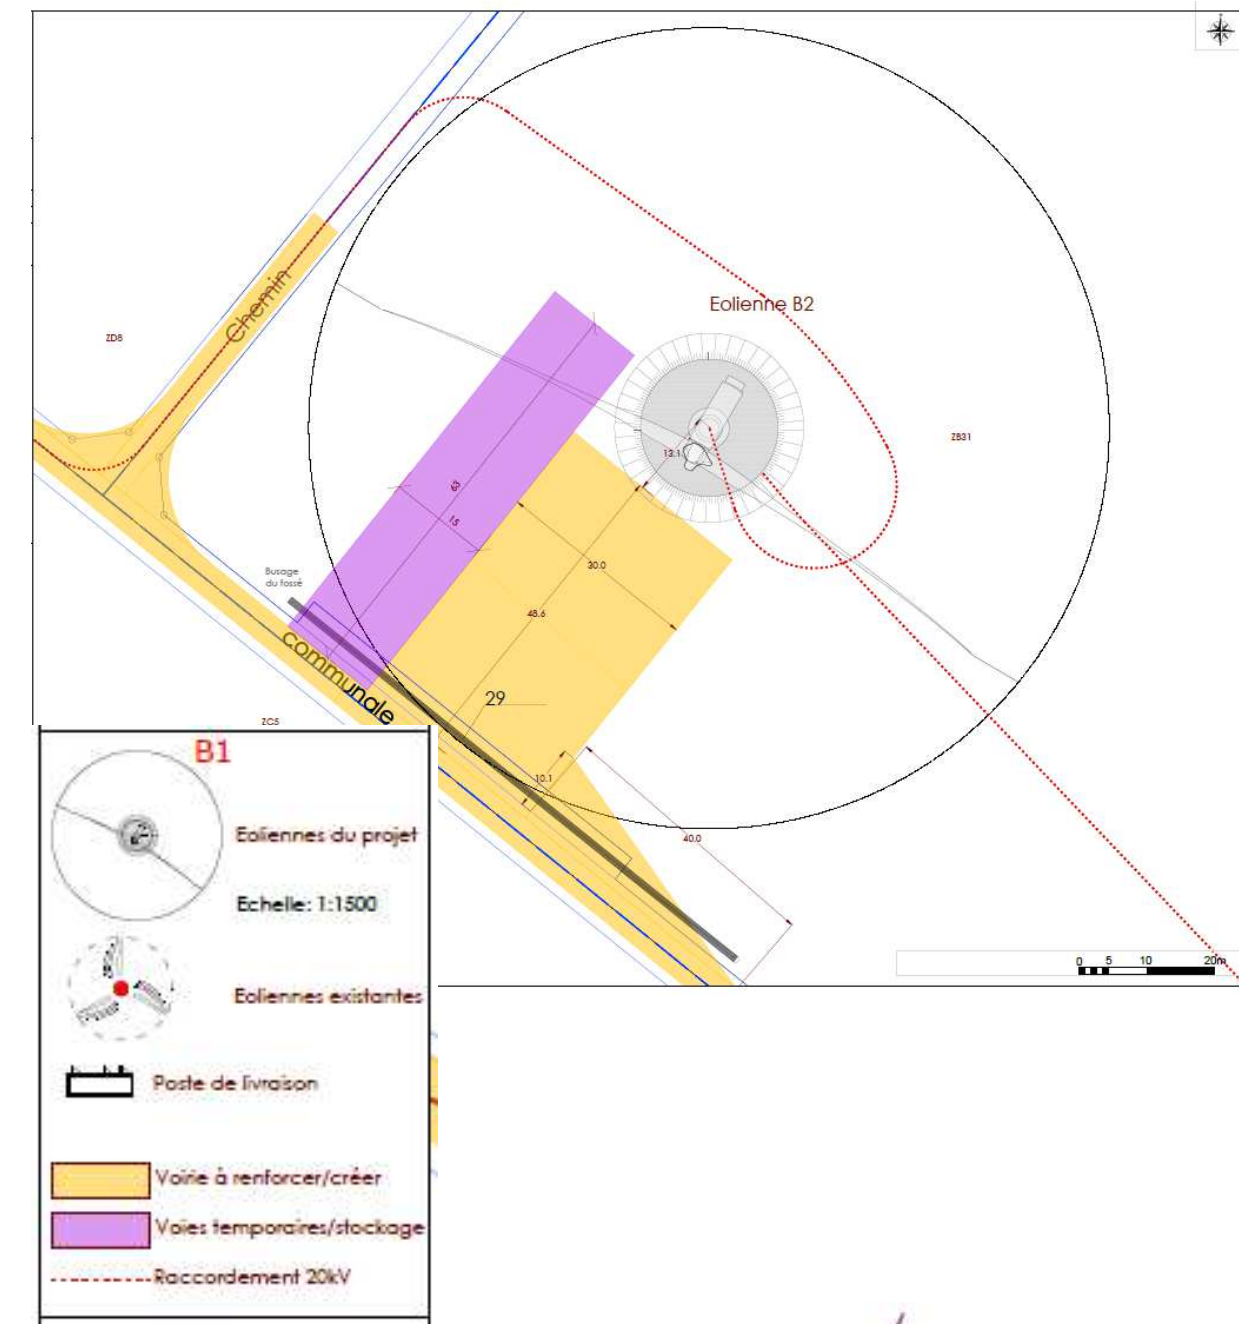 Eolienne B2
Chemin
ZD8
ZB31
13.1
63
15
30.0
Busage
du fossé
48.6
communale
29
ZC5
10.1
40.0
0 5 10 20m
B1
Eoliennes du projet
Echelle: 1:1500
Eoliennes existantes
Poste de livraison
Voirie à renforcer/créer
Voies temporaires/stockage
Raccordement 20kV